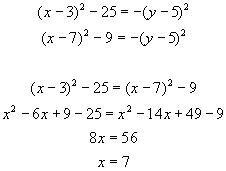 (x − 3)² − 25 = −(y − 5)²
(x − 7)² − 9 = −(y − 5)²
(x − 3)² − 25 = (x − 7)² − 9
x² − 6x + 9 − 25 = x² − 14x + 49 − 9
8x = 56
x = 7